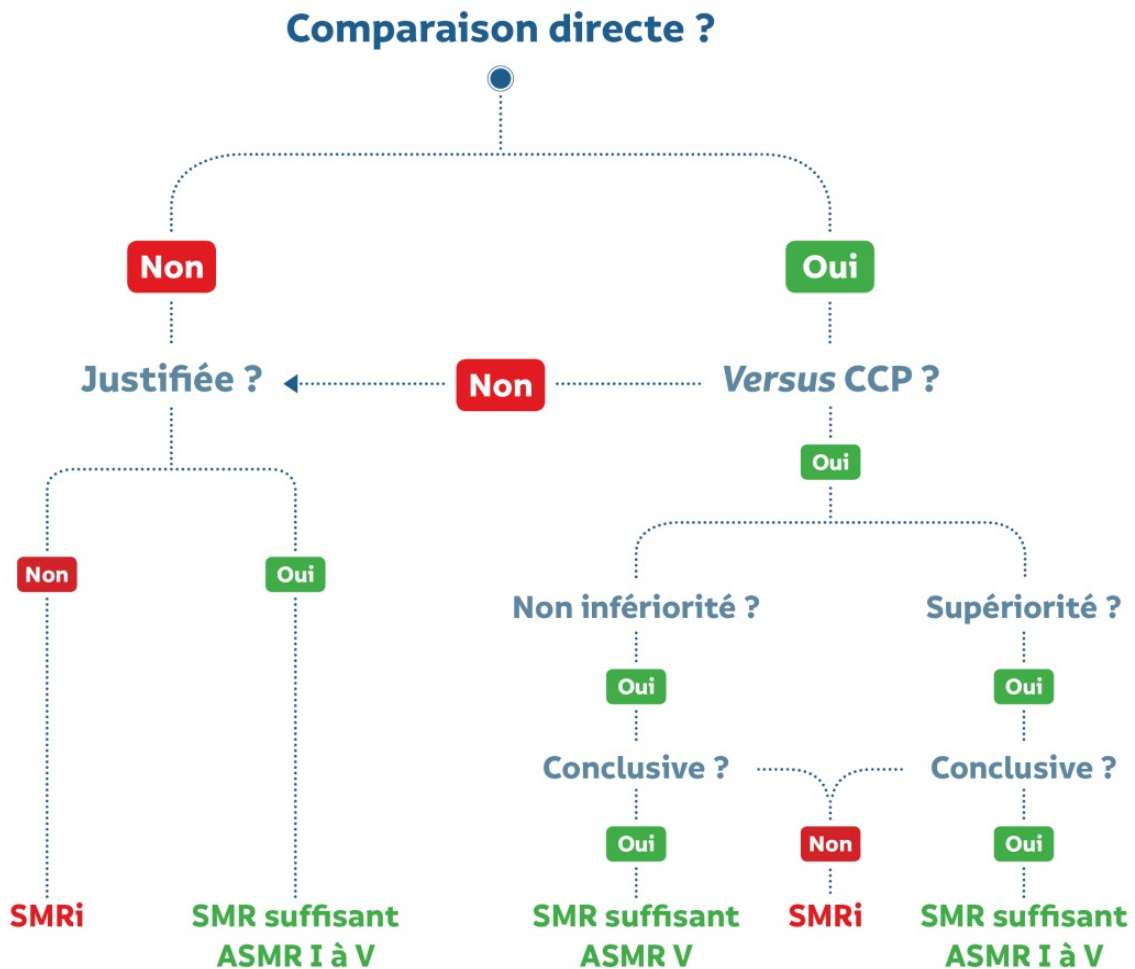 Comparaison directe ?
Non
Oui
Justifiée ?
Non
Versus CCP ?
Oui
Non
Oui
Non infériorité ?
Supériorité ?
Oui
Oui
Conclusive ?
Conclusive ?
Oui
Non
Oui
SMRi
SMR suffisant
ASMR I à V
SMR suffisant
ASMR V
SMRi
SMR suffisant
ASMR I à V